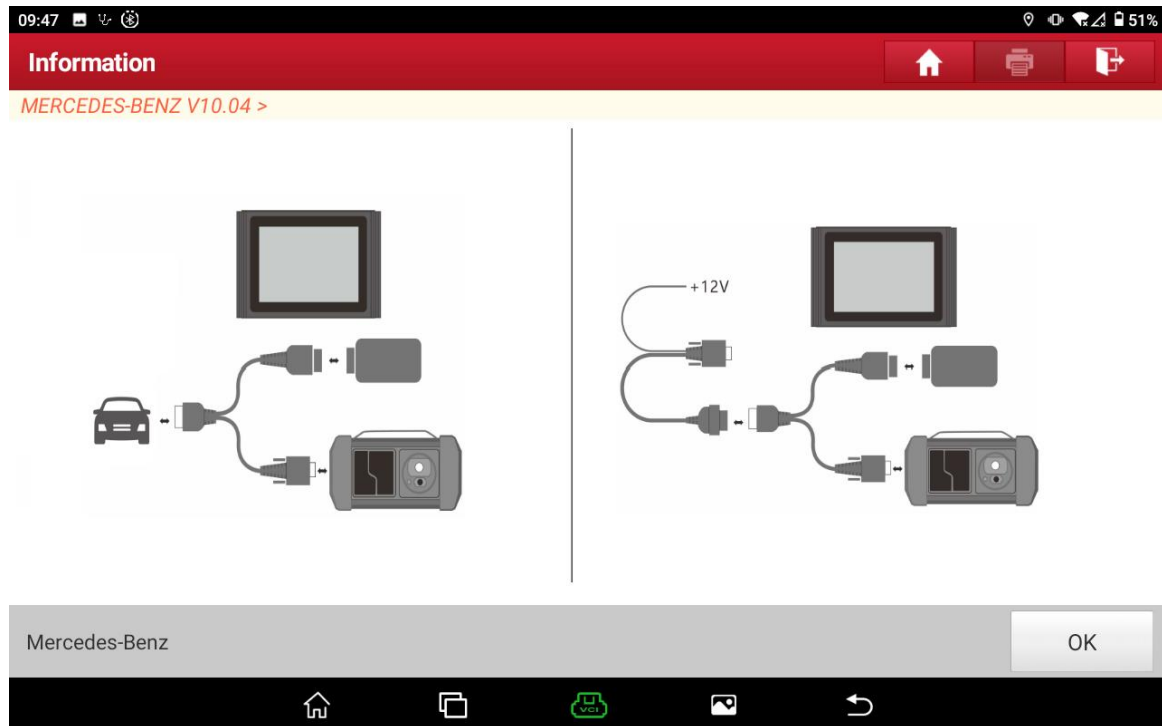 09:47
51%
Information
MERCEDES-BENZ V10.04 >
+12V
Mercedes-Benz
OK
VCI